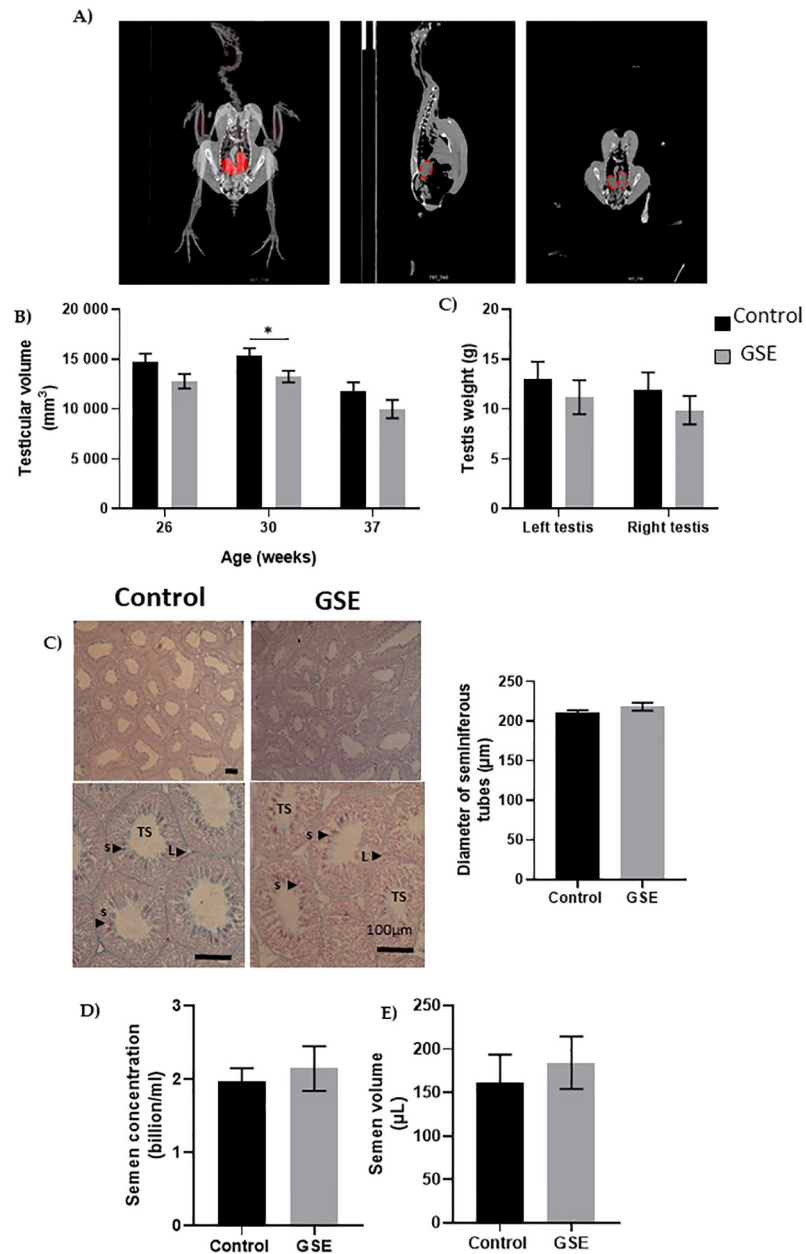 A)
B)
20 000
15 000
10 000
5 000
0
Testicular volume
(mm³)
*
26
30
37
Age (weeks)
C)
20
15
10
5
0
Testis weight (g)
Left testis
Right testis
Control
GSE
Control
GSE
C)
TS
s
L
s
TS
s
L
s
TS
100µm
250
200
150
100
50
0
Diameter of seminiferous
tubes (µm)
Control
GSE
D)
3
2
1
0
Semen concentration
(billion/ml)
Control
GSE
E)
250
200
150
100
50
0
Semen volume
(µL)
Control
GSE